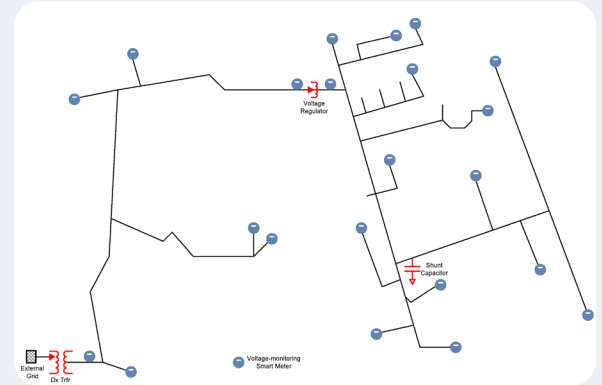 Voltage
Regulator
Shunt
Capacitor
Voltage-monitoring
Smart Meter
External
Grid
Dx Trfr